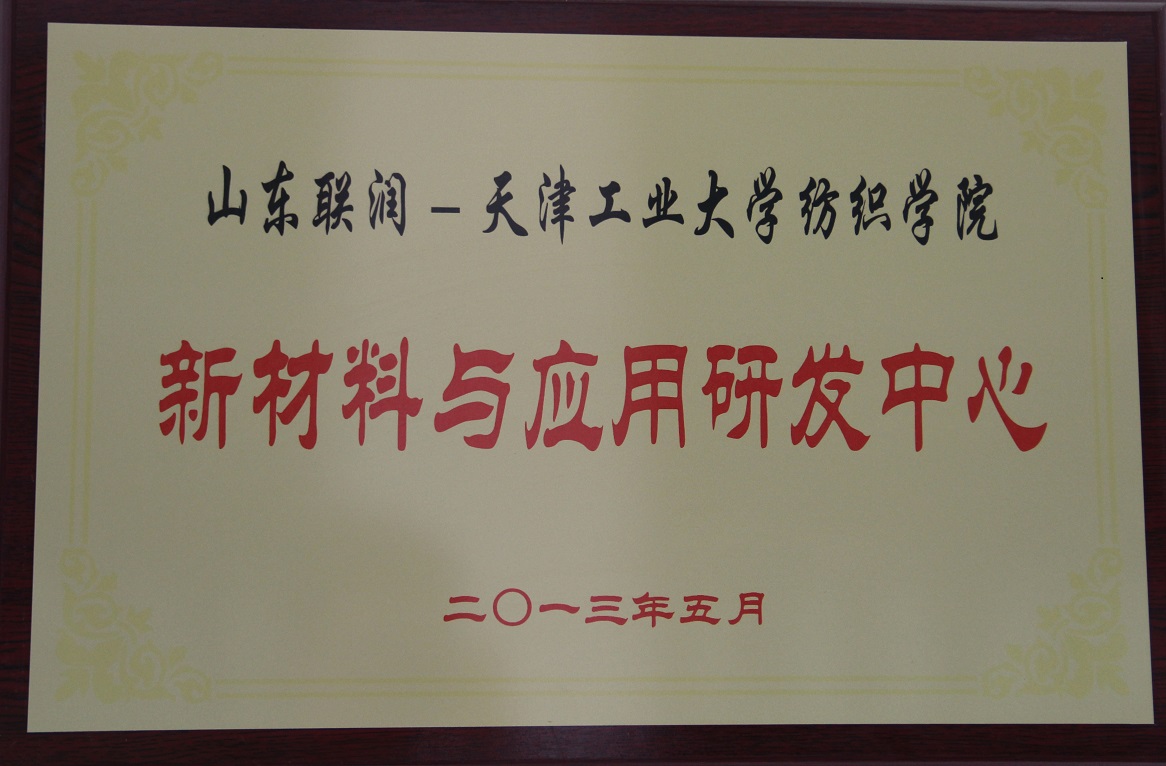 山东联润－天津工业大学纺织学院
新材料与应用研发中心
二〇一三年五月